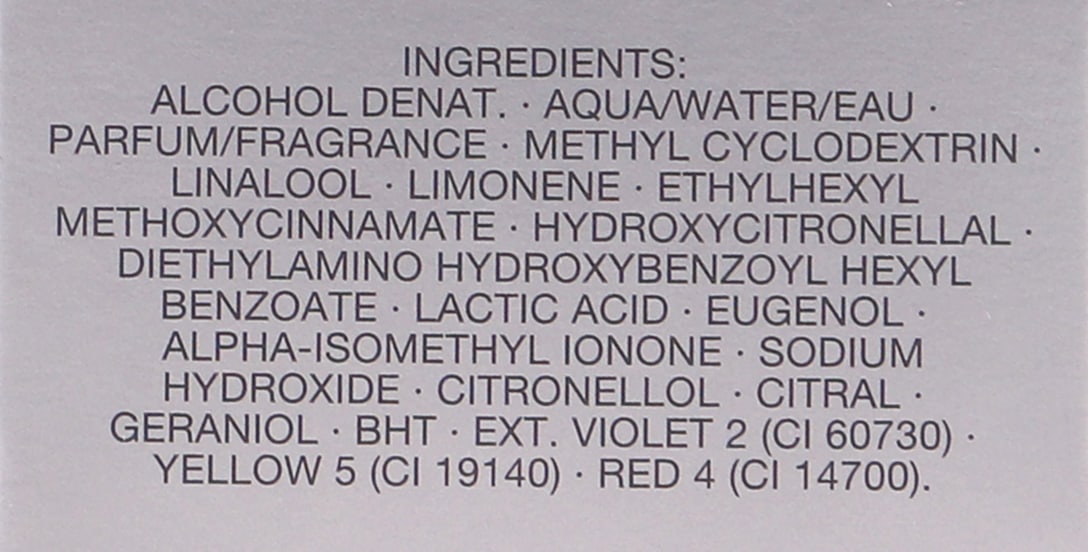 INGREDIENTS:
ALCOHOL DENAT. · AQUA/WATER/EAU ·
PARFUM/FRAGRANCE · METHYL CYCLODEXTRIN ·
LINALOOL · LIMONENE · ETHYLHEXYL
METHOXYCINNAMATE · HYDROXYCITRONELLAL ·
DIETHYLAMINO HYDROXYBENZOYL HEXYL
BENZOATE · LACTIC ACID · EUGENOL ·
ALPHA-ISOMETHYL IONONE · SODIUM
HYDROXIDE · CITRONELLOL · CITRAL ·
GERANIOL · BHT · EXT. VIOLET 2 (CI 60730) ·
YELLOW 5 (CI 19140) · RED 4 (CI 14700).